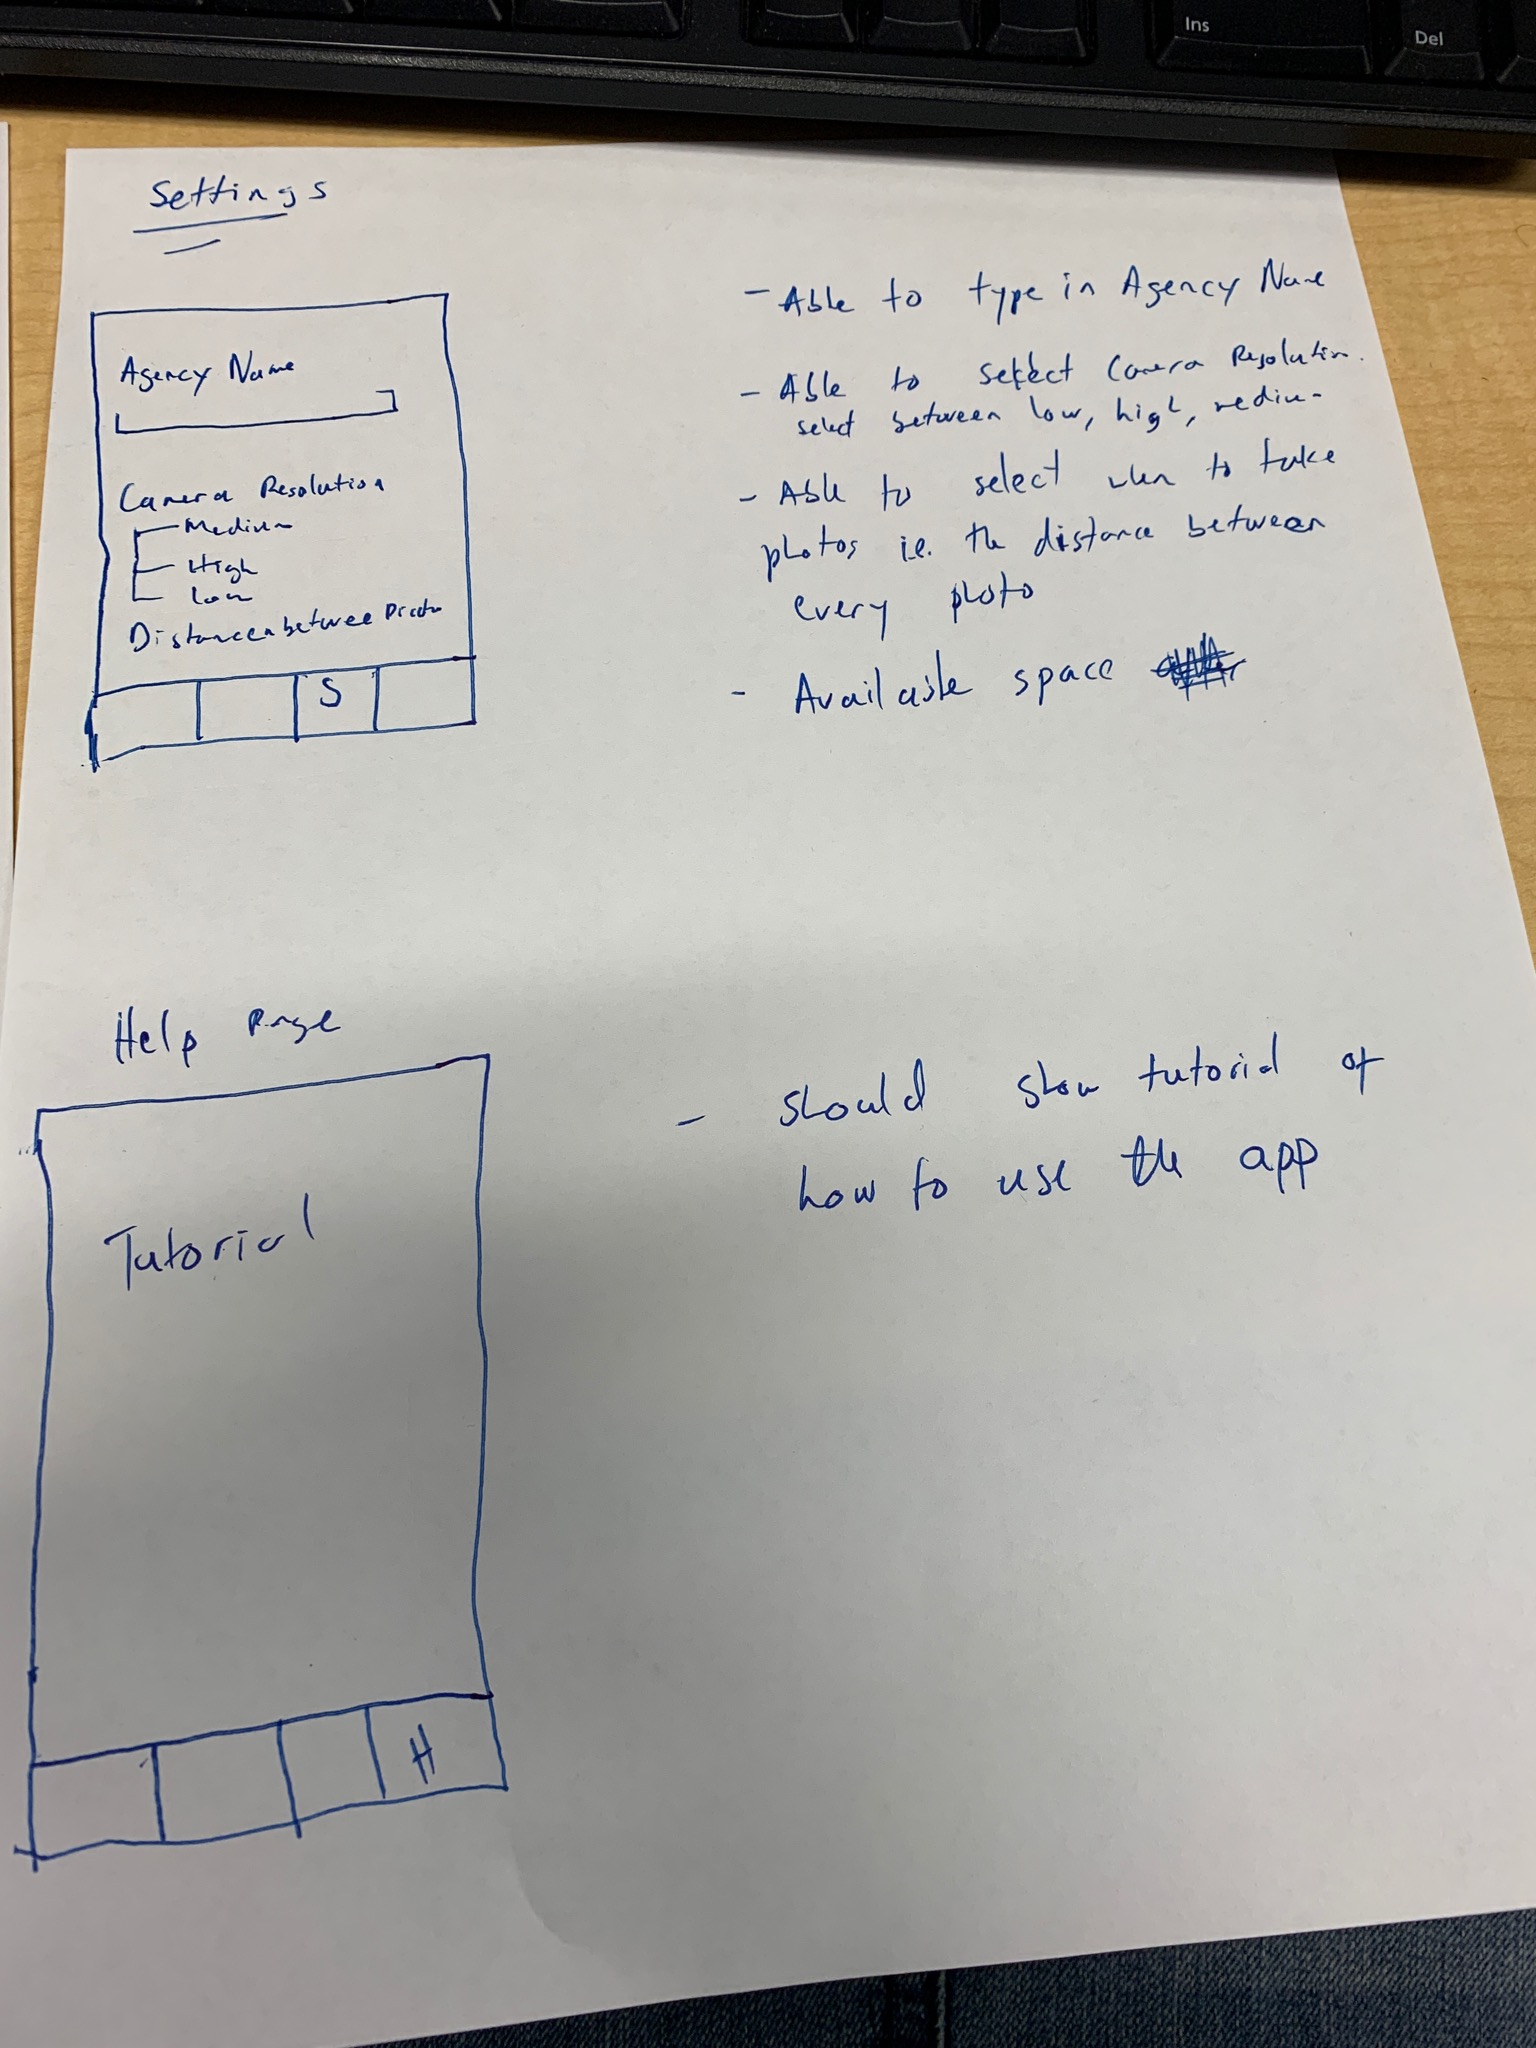 Ins
Del
Settings
Agency Name
Camera Resolution
Medium
High
Low
Distance between
S
- Able to type in Agency Name
- Able to select Camera Resolution.
select between low, high, medium
- Able to select when to take
photos i.e. the distance between
every photo
- Available space
Help Page
Tutorial
H
- Should show tutorial of
how to use the app